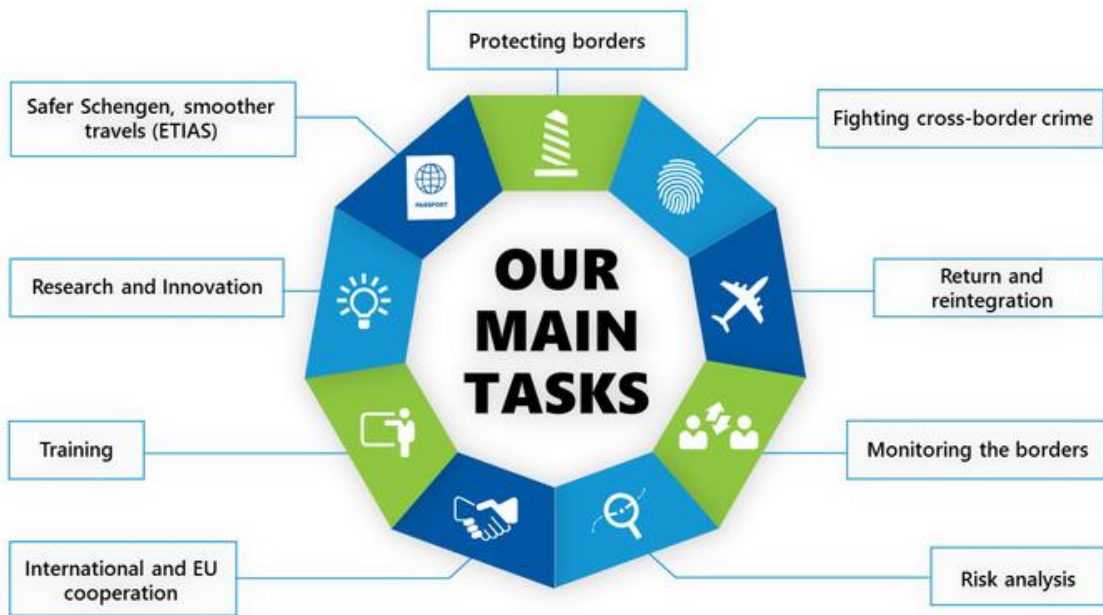 Protecting borders
Safer Schengen, smoother
travels (ETIAS)
Fighting cross-border crime
PASSPORT
Research and Innovation
OUR
MAIN
TASKS
Return and
reintegration
Training
Monitoring the borders
International and EU
cooperation
Risk analysis